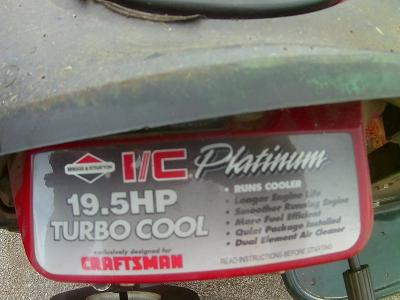 BRIGGS & STRATTON
I/C Platinum
19.5HP
TURBO COOL
exclusively designed for
CRAFTSMAN
• RUNS COOLER
• Longer Engine Life
• Smoother Running Engine
• More Fuel Efficient
• Quiet Package Installed
• Dual Element Air Cleaner
READ INSTRUCTIONS BEFORE STARTING